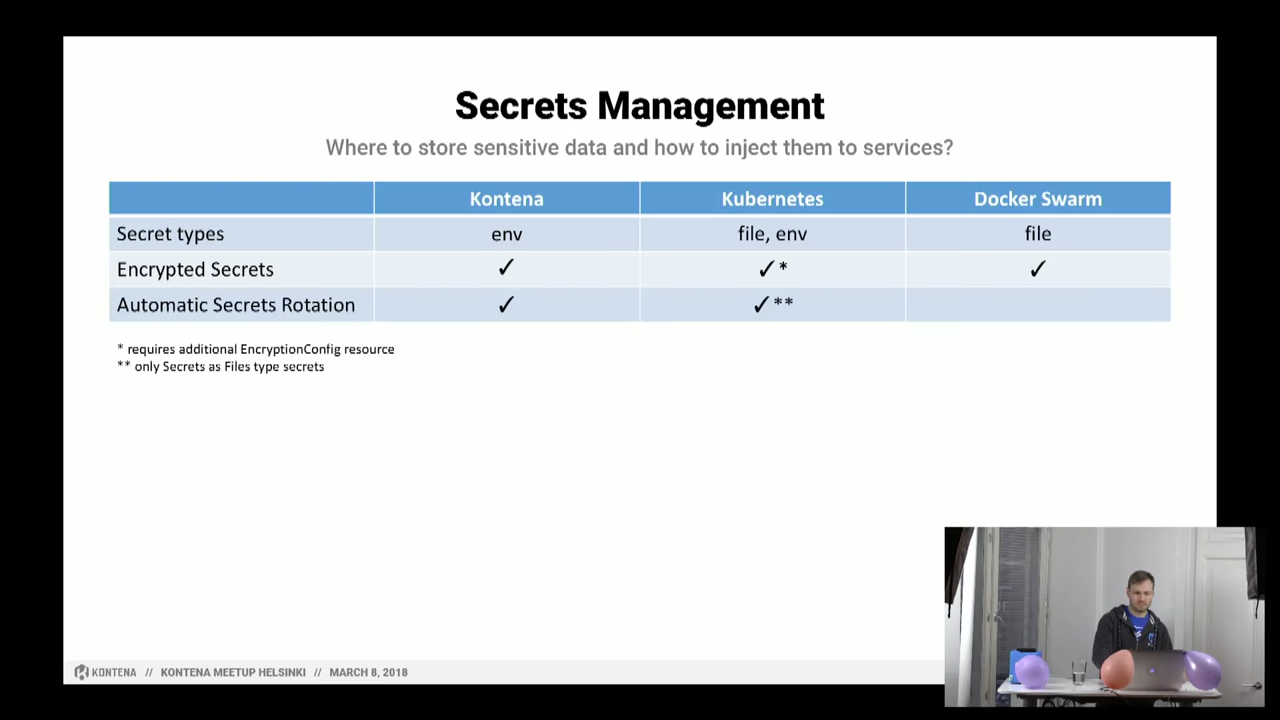 Secrets Management
Where to store sensitive data and how to inject them to services?
Kontena Kubernetes Docker Swarm
Secret types env file, env file
Encrypted Secrets ✓ ✓* ✓
Automatic Secrets Rotation ✓ ✓**
* requires additional EncryptionConfig resource
** only Secrets as Files type secrets
KONTENA // KONTENA MEETUP HELSINKI // MARCH 8, 2018